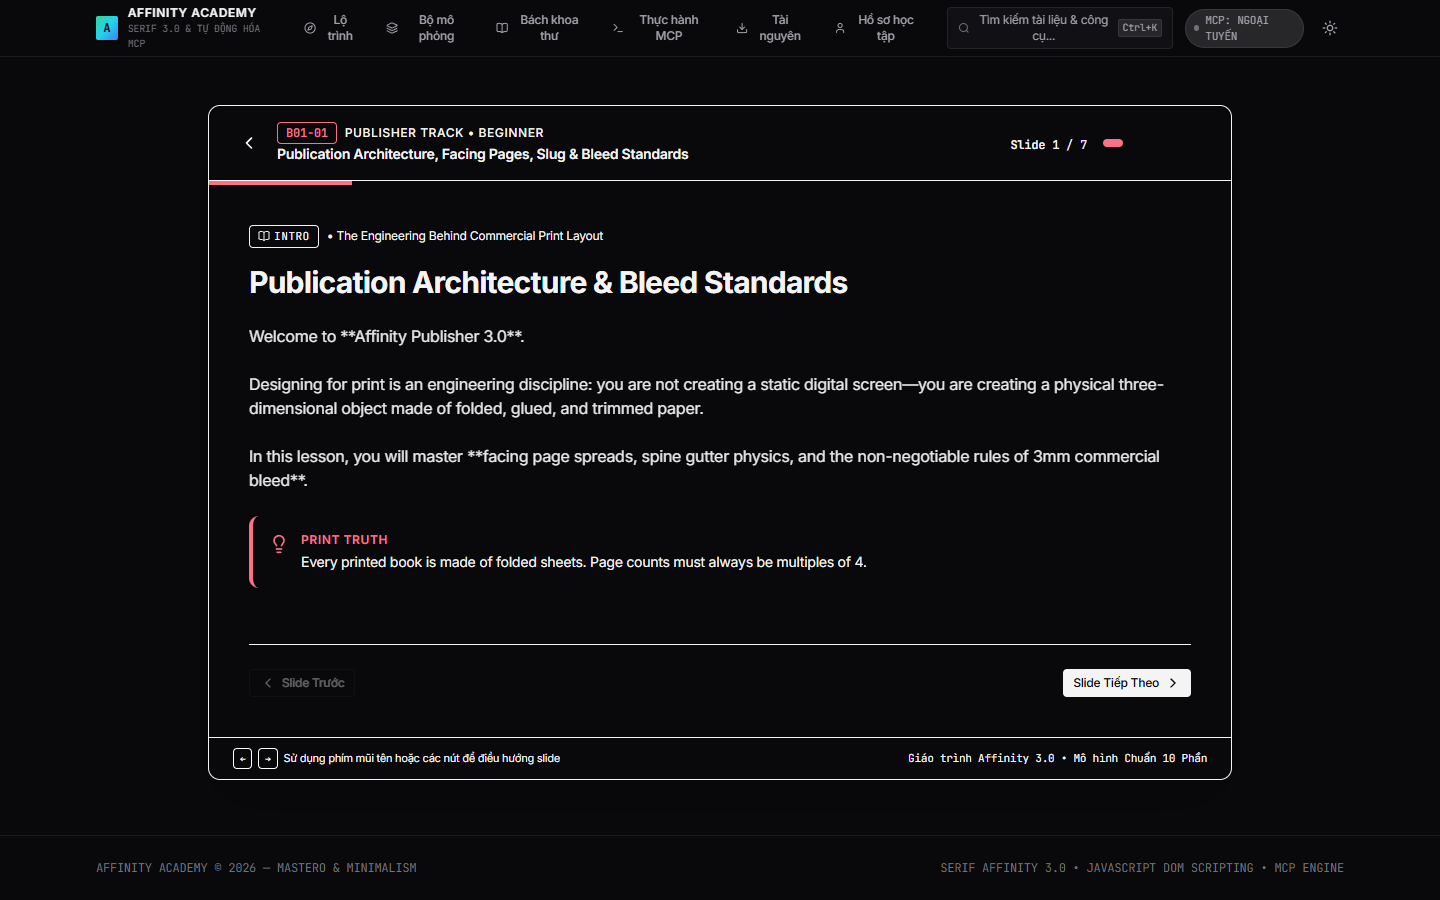 A
AFFINITY ACADEMY
SERIF 3.0 & TỰ ĐỘNG HÓA
MCP
Lộ
trình
Bộ mô
phỏng
Bách khoa
thư
Thực hành
MCP
Tài
nguyên
Hồ sơ học
tập
Tìm kiếm tài liệu & công
cụ...
Ctrl+K
MCP: NGOẠI
TUYẾN
B01-01 PUBLISHER TRACK • BEGINNER
Publication Architecture, Facing Pages, Slug & Bleed Standards
Slide 1 / 7
INTRO • The Engineering Behind Commercial Print Layout
Publication Architecture & Bleed Standards
Welcome to **Affinity Publisher 3.0**.
Designing for print is an engineering discipline: you are not creating a static digital screen—you are creating a physical three-
dimensional object made of folded, glued, and trimmed paper.
In this lesson, you will master **facing page spreads, spine gutter physics, and the non-negotiable rules of 3mm commercial
bleed**.
PRINT TRUTH
Every printed book is made of folded sheets. Page counts must always be multiples of 4.
Slide Trước
Slide Tiếp Theo
← → Sử dụng phím mũi tên hoặc các nút để điều hướng slide
Giáo trình Affinity 3.0 • Mô hình Chuẩn 10 Phần
AFFINITY ACADEMY © 2026 — MASTERO & MINIMALISM
SERIF AFFINITY 3.0 • JAVASCRIPT DOM SCRIPTING • MCP ENGINE